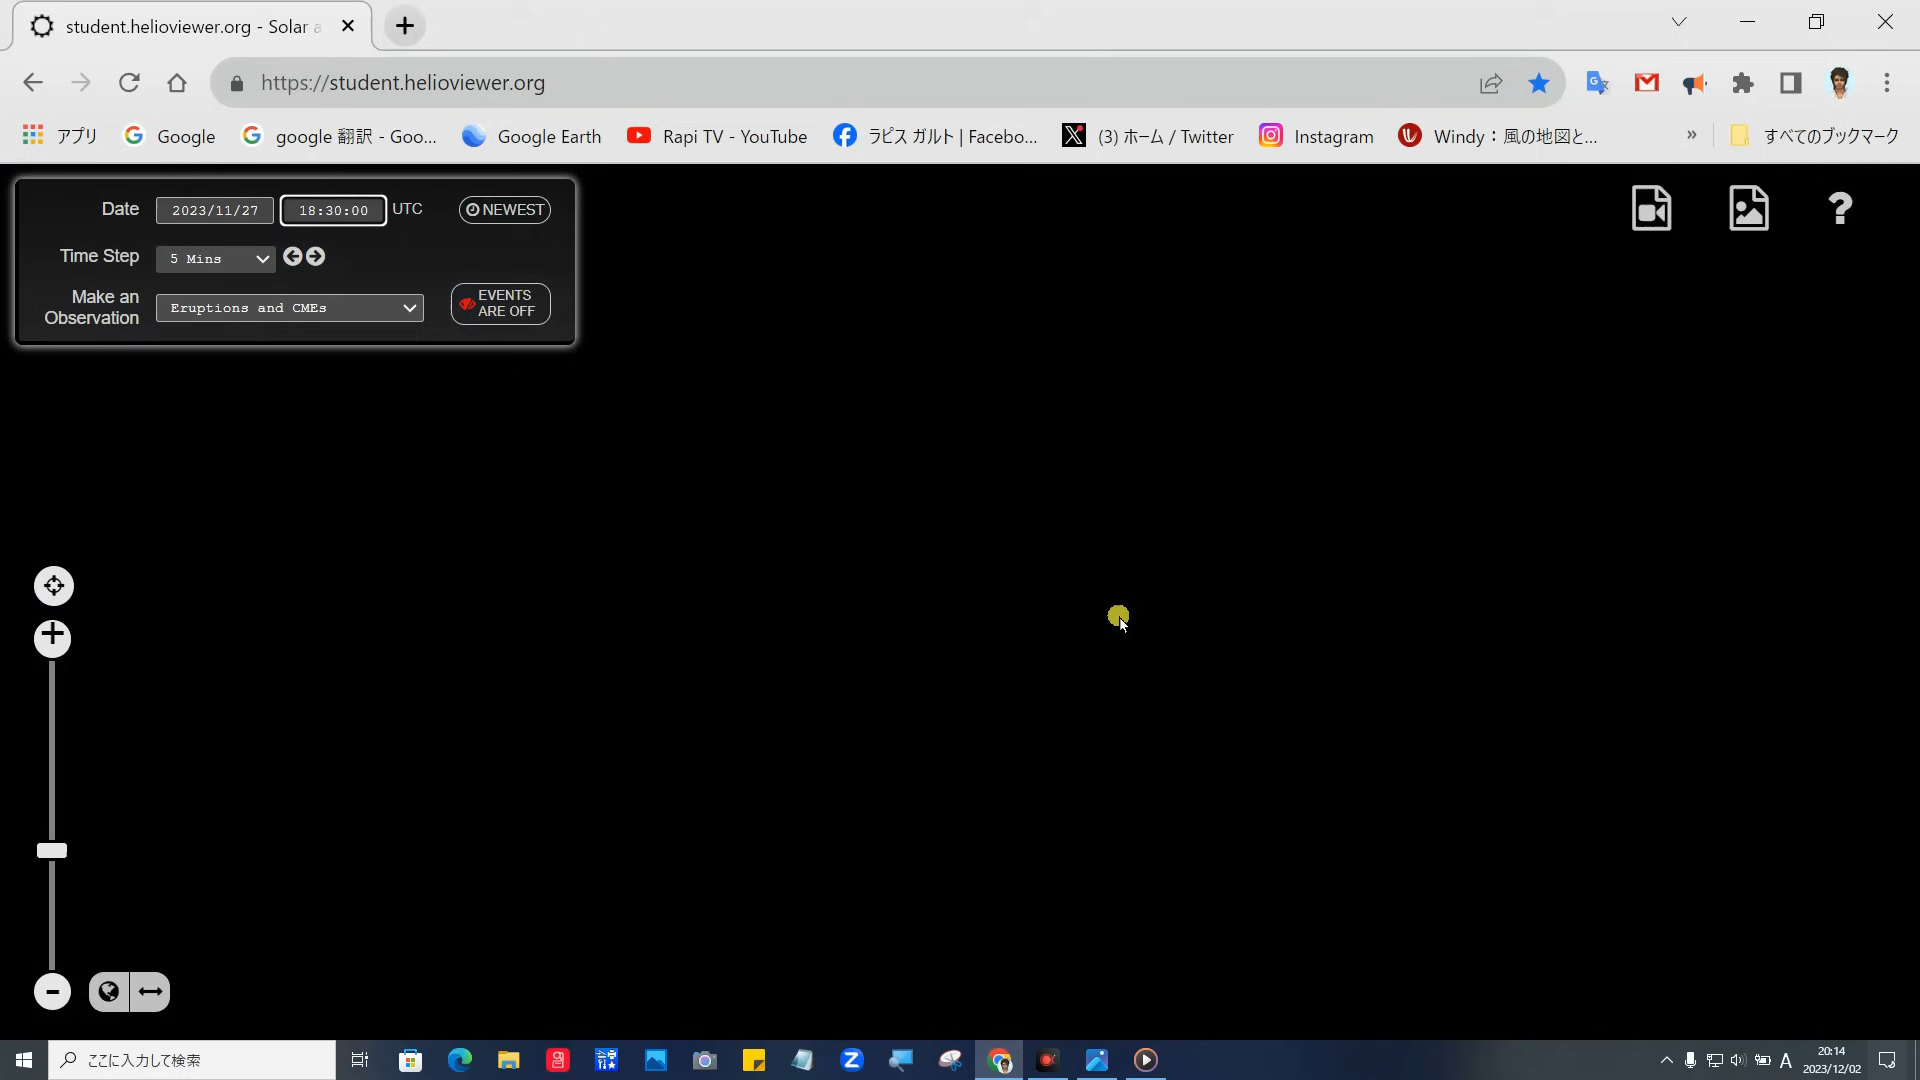 student.helioviewer.org - Solar a
https://student.helioviewer.org
アプリ Google google 翻訳 - Goo... Google Earth Rapi TV - YouTube ラピス ガルト | Facebo... (3) ホーム / Twitter Instagram Windy：風の地図と... » すべてのブックマーク
Date 2023/11/27 18:30:00 UTC NEWEST
Time Step 5 Mins
Make an Observation Eruptions and CMEs EVENTS ARE OFF
ここに入力して検索
A 20:14
2023/12/02